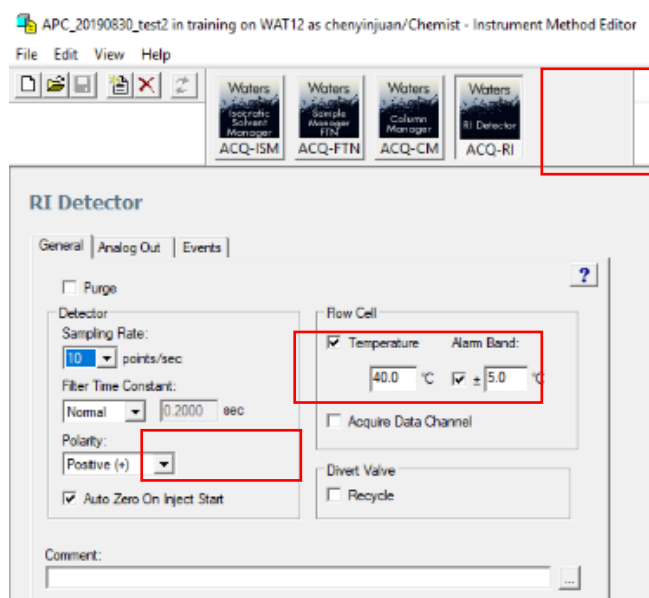 APC_20190830_test2 in training on WAT12 as chenyinjuan/Chemist - Instrument Method Editor
File Edit View Help
Waters Waters Waters Waters
Isocratic Solvent Manager Sample Manager FTN Column Manager RI Detector
ACQ-ISM ACQ-FTN ACQ-CM ACQ-RI
RI Detector
General Analog Out Events
?
Purge
Detector
Sampling Rate:
10 points/sec
Filter Time Constant:
Normal 0.2000 sec
Polarity:
Positive (+)
Auto Zero On Inject Start
Flow Cell
Temperature Alarm Band:
40.0 °C ± 5.0 °C
Acquire Data Channel
Divert Valve
Recycle
Comment:
...